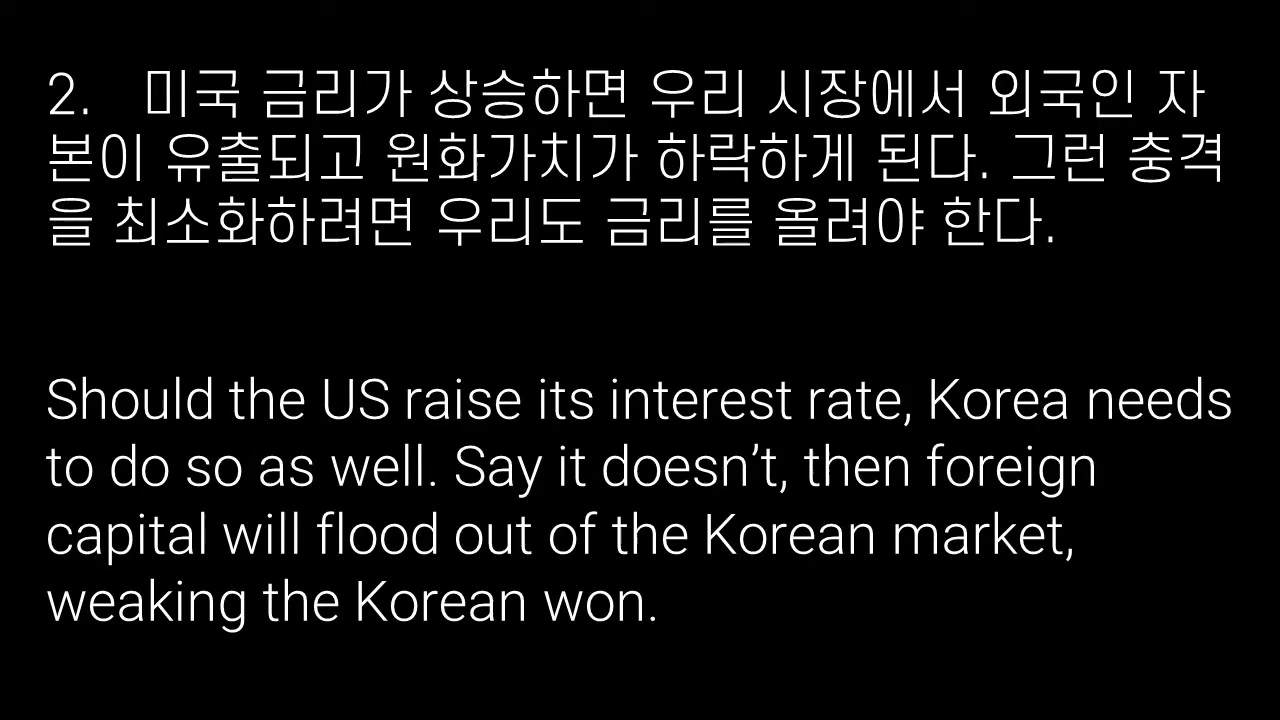 2. 미국 금리가 상승하면 우리 시장에서 외국인 자
본이 유출되고 원화가치가 하락하게 된다. 그런 충격
을 최소화하려면 우리도 금리를 올려야 한다.
Should the US raise its interest rate, Korea needs
to do so as well. Say it doesn’t, then foreign
capital will flood out of the Korean market,
weaking the Korean won.